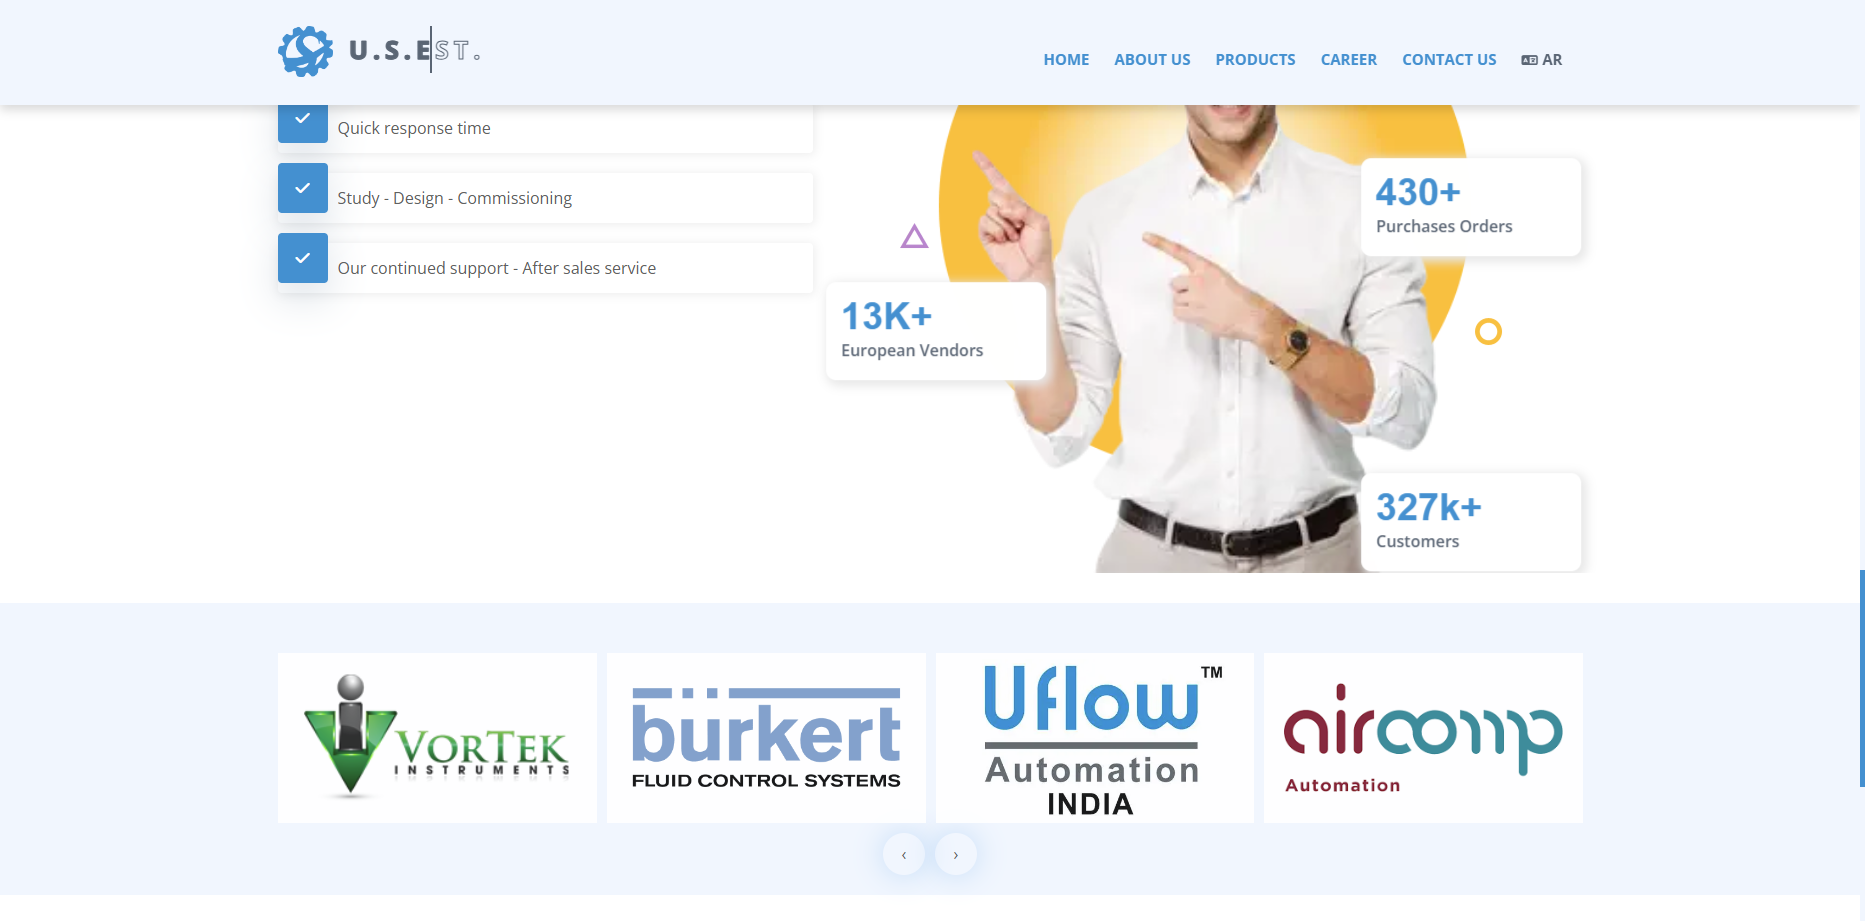 U.S.EST.
HOME ABOUT US PRODUCTS CAREER CONTACT US AR
Quick response time
Study - Design - Commissioning
Our continued support - After sales service
430+
Purchases Orders
13K+
European Vendors
327k+
Customers
VORTEK
INSTRUMENTS
bürkert
FLUID CONTROL SYSTEMS
Uflow™
Automation
INDIA
aircomp
Automation
‹ ›